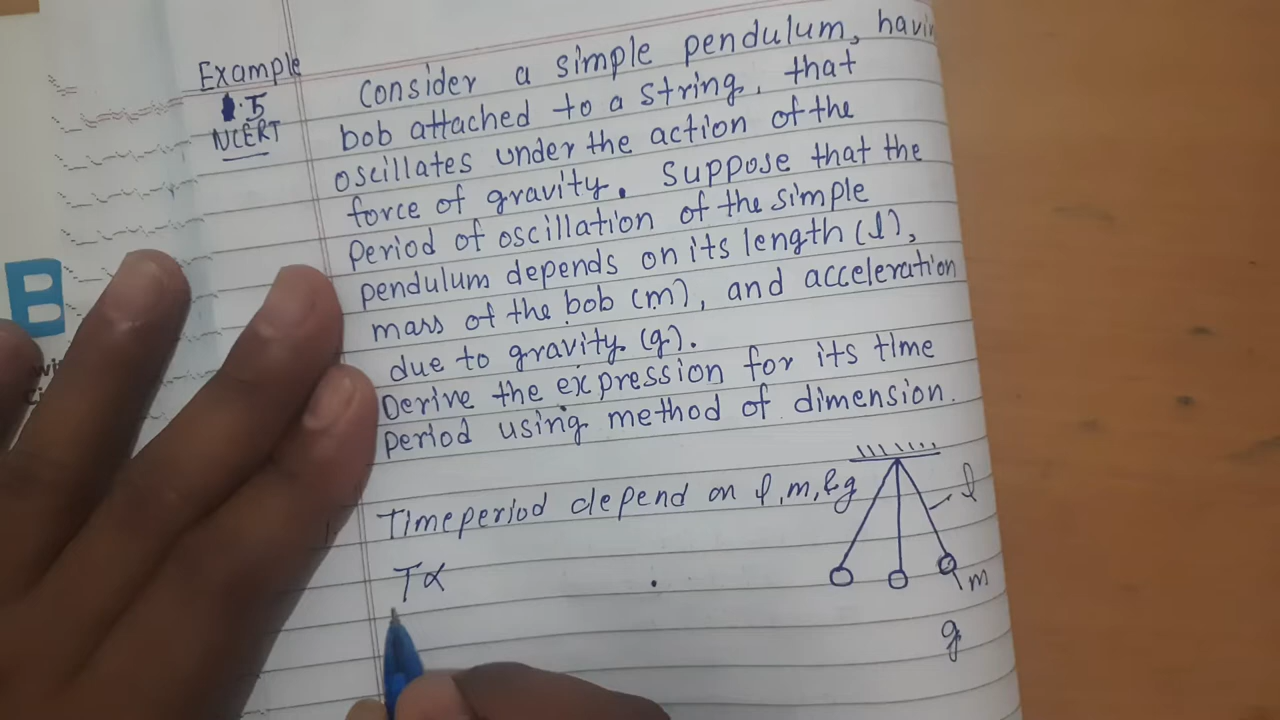 Example
1.5
NCERT
Consider a simple pendulum, havin
bob attached to a string, that
oscillates under the action of the
force of gravity. Suppose that the
Period of oscillation of the simple
pendulum depends on its length (l),
mass of the bob (m), and acceleration
due to gravity (g).
Derive the expression for its time
period using method of dimension.
Timeperiod depend on l, m, & g
T ∝
l
m
g
B